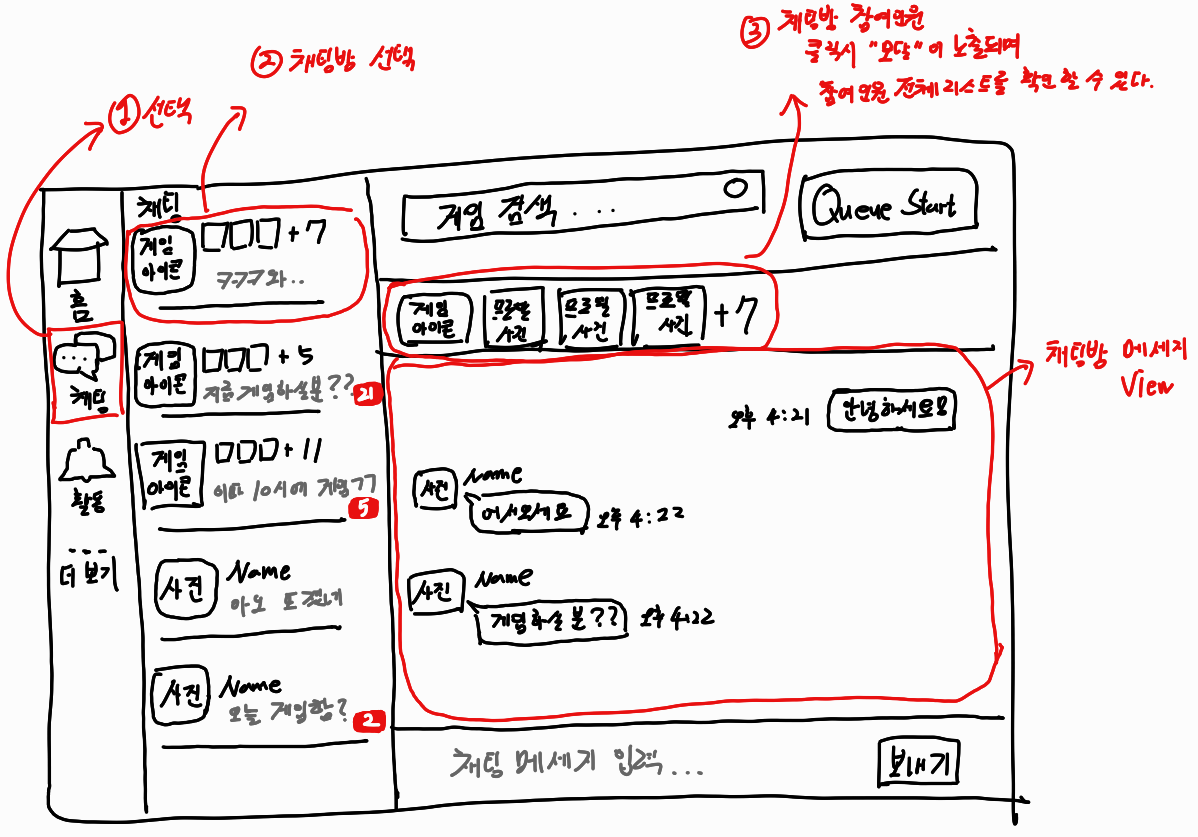 ③ 채팅방 참여인원
클릭시 "모달"이 노출되며
참여인원 전체리스트를 확인 할 수 있다.
② 채팅방 선택
① 선택
채팅
게임 아이콘
+ 7
ㅋㅋㅋ와..
게임 검색...
Queue Start
홈
채팅
활동
더 보기
게임 아이콘
프로필 사진
프로필 사진
프로필 사진
+ 7
게임 아이콘
+ 5
지금 게임하실분??
21
게임 아이콘
+ 11
이따 10시에 게임ㄱㄱ
5
사진
Name
아오 또 졌네
사진
Name
오늘 게임함?
2
채팅방 메세지
View
오후 4:21
안녕하세요
사진
Name
어서오세요
오후 4:22
사진
Name
게임하실 분??
오후 4:22
채팅 메세지 입력...
보내기